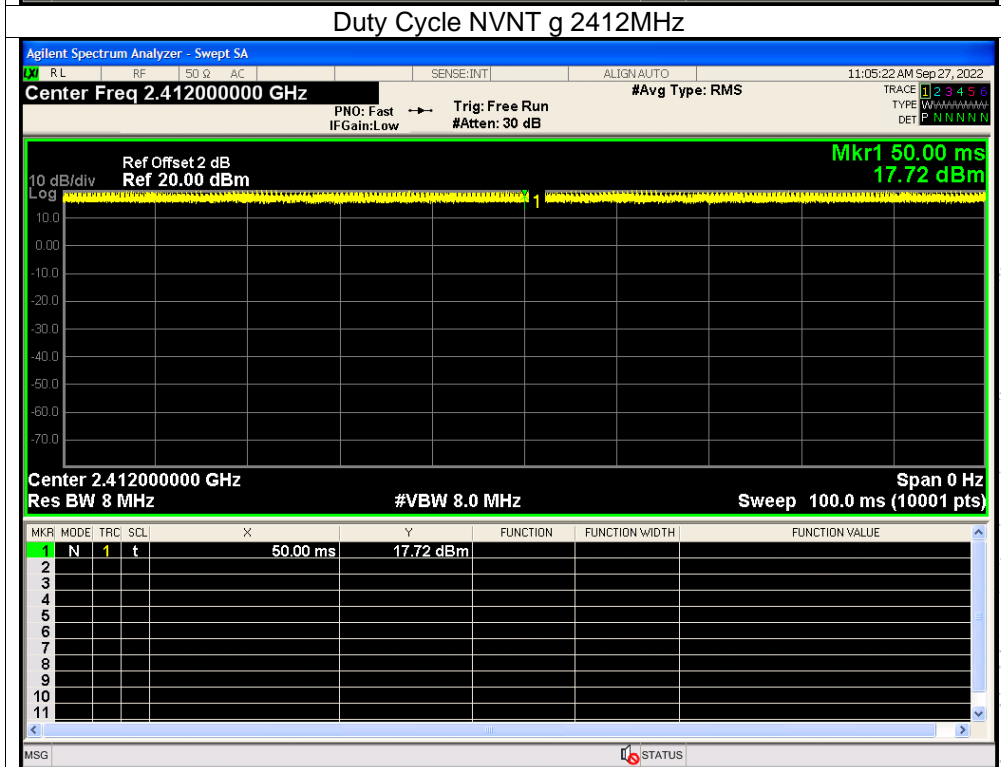 Duty Cycle NVNT g 2412MHz
Agilent Spectrum Analyzer - Swept SA
LXI RL RF 50 Ω AC SENSE:INT ALIGN AUTO 11:05:22 AM Sep 27, 2022
Center Freq 2.412000000 GHz #Avg Type: RMS TRACE 1 2 3 4 5 6
PNO: Fast Trig: Free Run TYPE W
IFGain:Low #Atten: 30 dB DET P N N N N N
Mkr1 50.00 ms
17.72 dBm
Ref Offset 2 dB
10 dB/div Ref 20.00 dBm
Log
1
10.0
0.00
-10.0
-20.0
-30.0
-40.0
-50.0
-60.0
-70.0
Center 2.412000000 GHz Span 0 Hz
Res BW 8 MHz #VBW 8.0 MHz Sweep 100.0 ms (10001 pts)
MKR MODE TRC SCL X Y FUNCTION FUNCTION WIDTH FUNCTION VALUE
1 N 1 t 50.00 ms 17.72 dBm
2
3
4
5
6
7
8
9
10
11
MSG STATUS